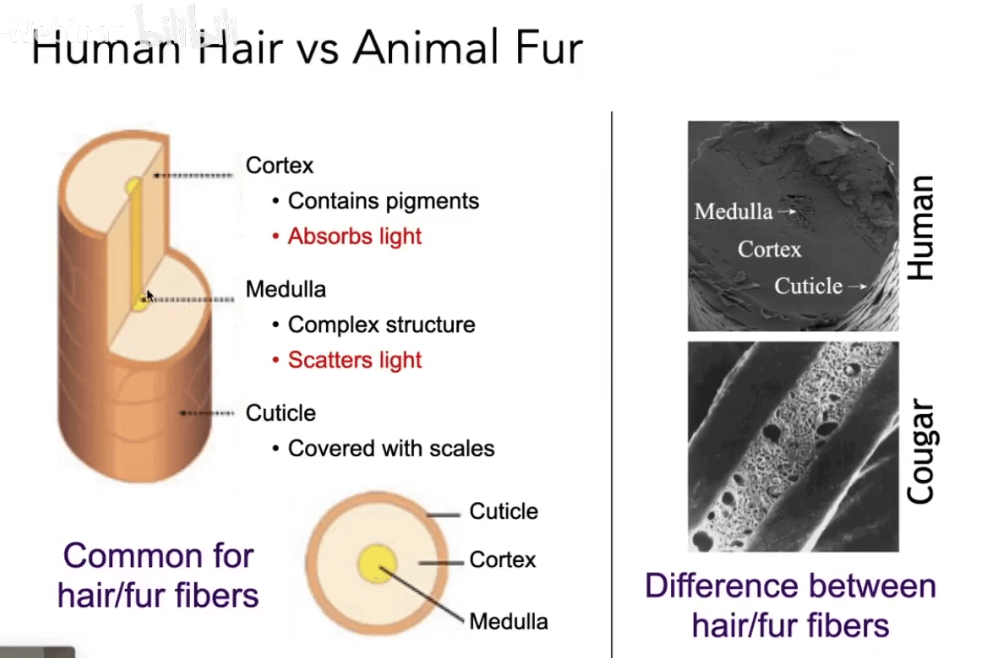 Webinar bilibili
Human Hair vs Animal Fur
Cortex
• Contains pigments
• Absorbs light
Medulla
• Complex structure
• Scatters light
Cuticle
• Covered with scales
Cuticle
Cortex
Medulla
Common for
hair/fur fibers
Medulla
Cortex
Cuticle
Human
Cougar
Difference between
hair/fur fibers